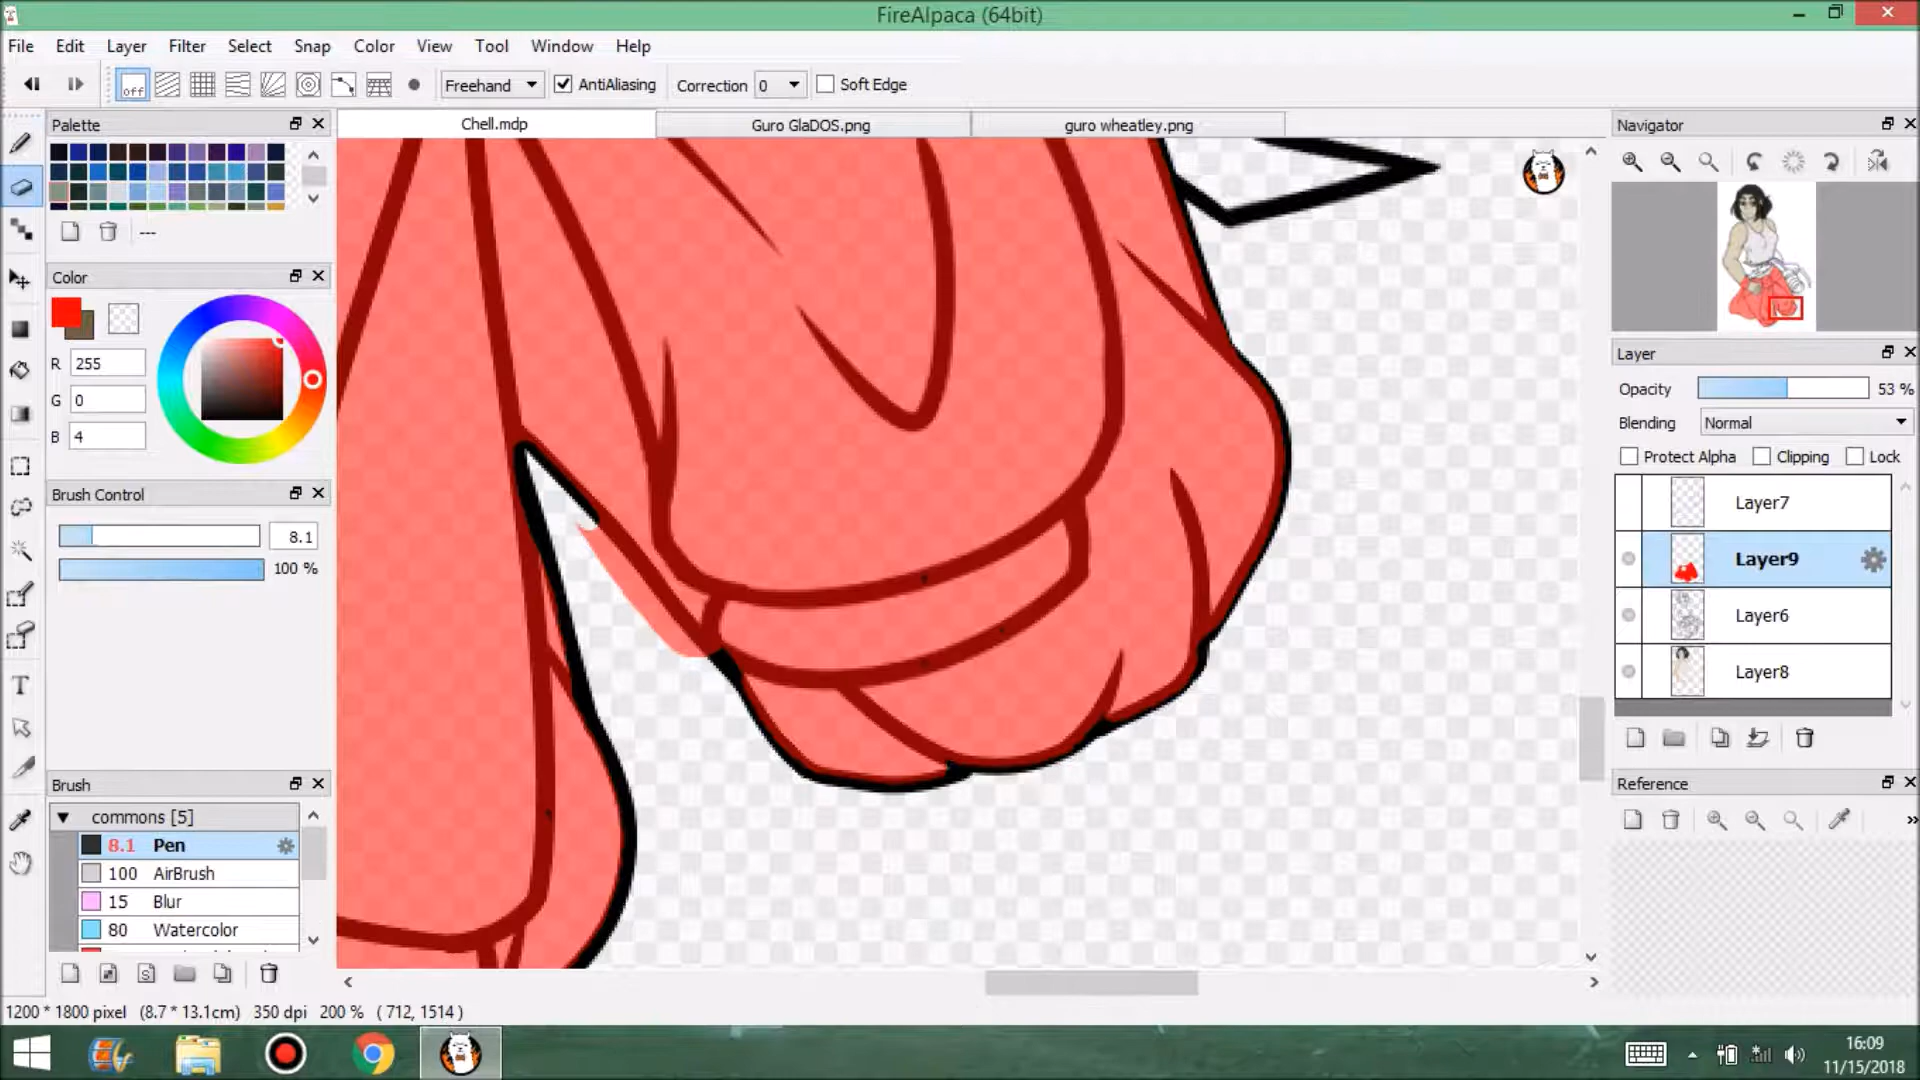 FireAlpaca (64bit)
File Edit Layer Filter Select Snap Color View Tool Window Help
off Freehand AntiAliasing Correction 0 Soft Edge
Palette
Chell.mdp Guro GlaDOS.png guro wheatley.png
Navigator
---
Color
R 255
G 0
B 4
Layer
Opacity 53 %
Blending Normal
Protect Alpha Clipping Lock
Layer7
Layer9
Layer6
Layer8
Brush Control
8.1
100 %
Brush
commons [5]
8.1 Pen
100 AirBrush
15 Blur
80 Watercolor
Reference
1200 * 1800 pixel (8.7 * 13.1cm) 350 dpi 200 % ( 712, 1514 )
16:09
11/15/2018